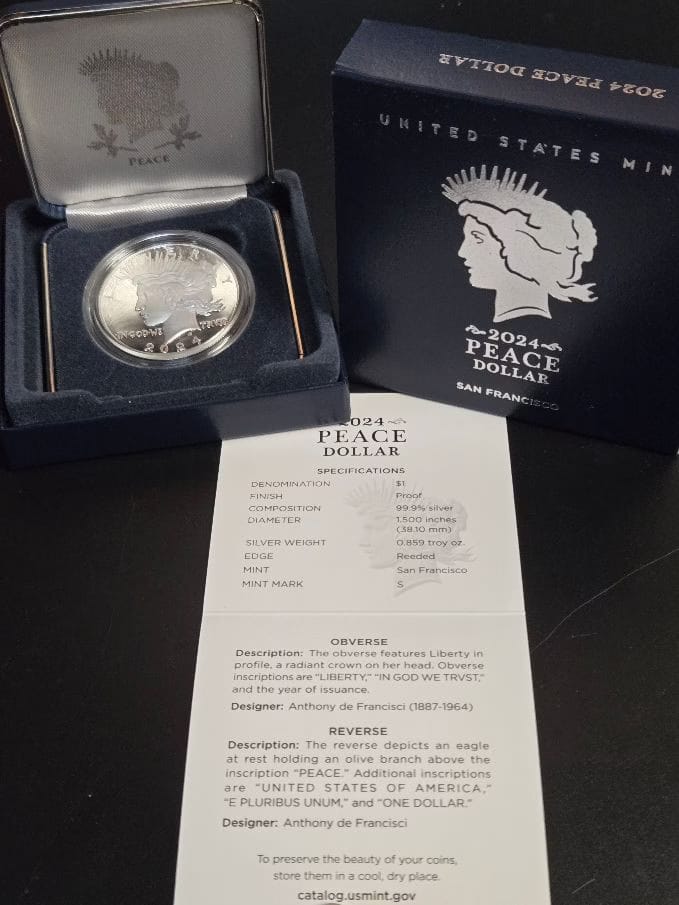 PEACE
LIBERTY
IN GOD WE TRVST
2024
2024 PEACE DOLLAR
UNITED STATES MIN
2024
PEACE
DOLLAR
SAN FRANCISCO
2024
PEACE
DOLLAR
SPECIFICATIONS
DENOMINATION $1
FINISH Proof
COMPOSITION 99.9% silver
DIAMETER 1.500 inches
(38.10 mm)
SILVER WEIGHT 0.859 troy oz.
EDGE Reeded
MINT San Francisco
MINT MARK S
OBVERSE
Description: The obverse features Liberty in
profile, a radiant crown on her head. Obverse
inscriptions are “LIBERTY,” “IN GOD WE TRVST,”
and the year of issuance.
Designer: Anthony de Francisci (1887-1964)
REVERSE
Description: The reverse depicts an eagle
at rest holding an olive branch above the
inscription “PEACE.” Additional inscriptions
are “UNITED STATES OF AMERICA,”
“E PLURIBUS UNUM,” and “ONE DOLLAR.”
Designer: Anthony de Francisci
To preserve the beauty of your coins,
store them in a cool, dry place.
catalog.usmint.gov